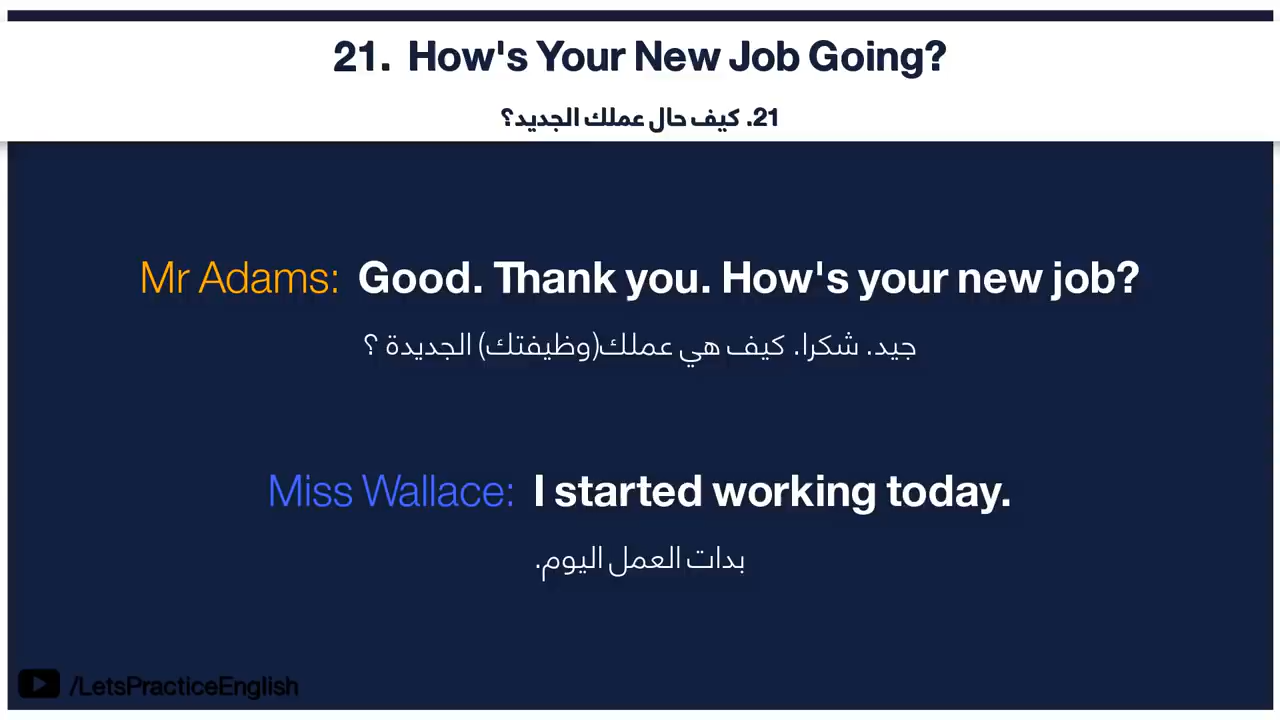 21. How's Your New Job Going?
21. كيف حال عملك الجديد؟
Mr Adams: Good. Thank you. How's your new job?
جيد. شكرا. كيف هي عملك(وظيفتك) الجديدة ؟
Miss Wallace: I started working today.
بدات العمل اليوم.
/LetsPracticeEnglish